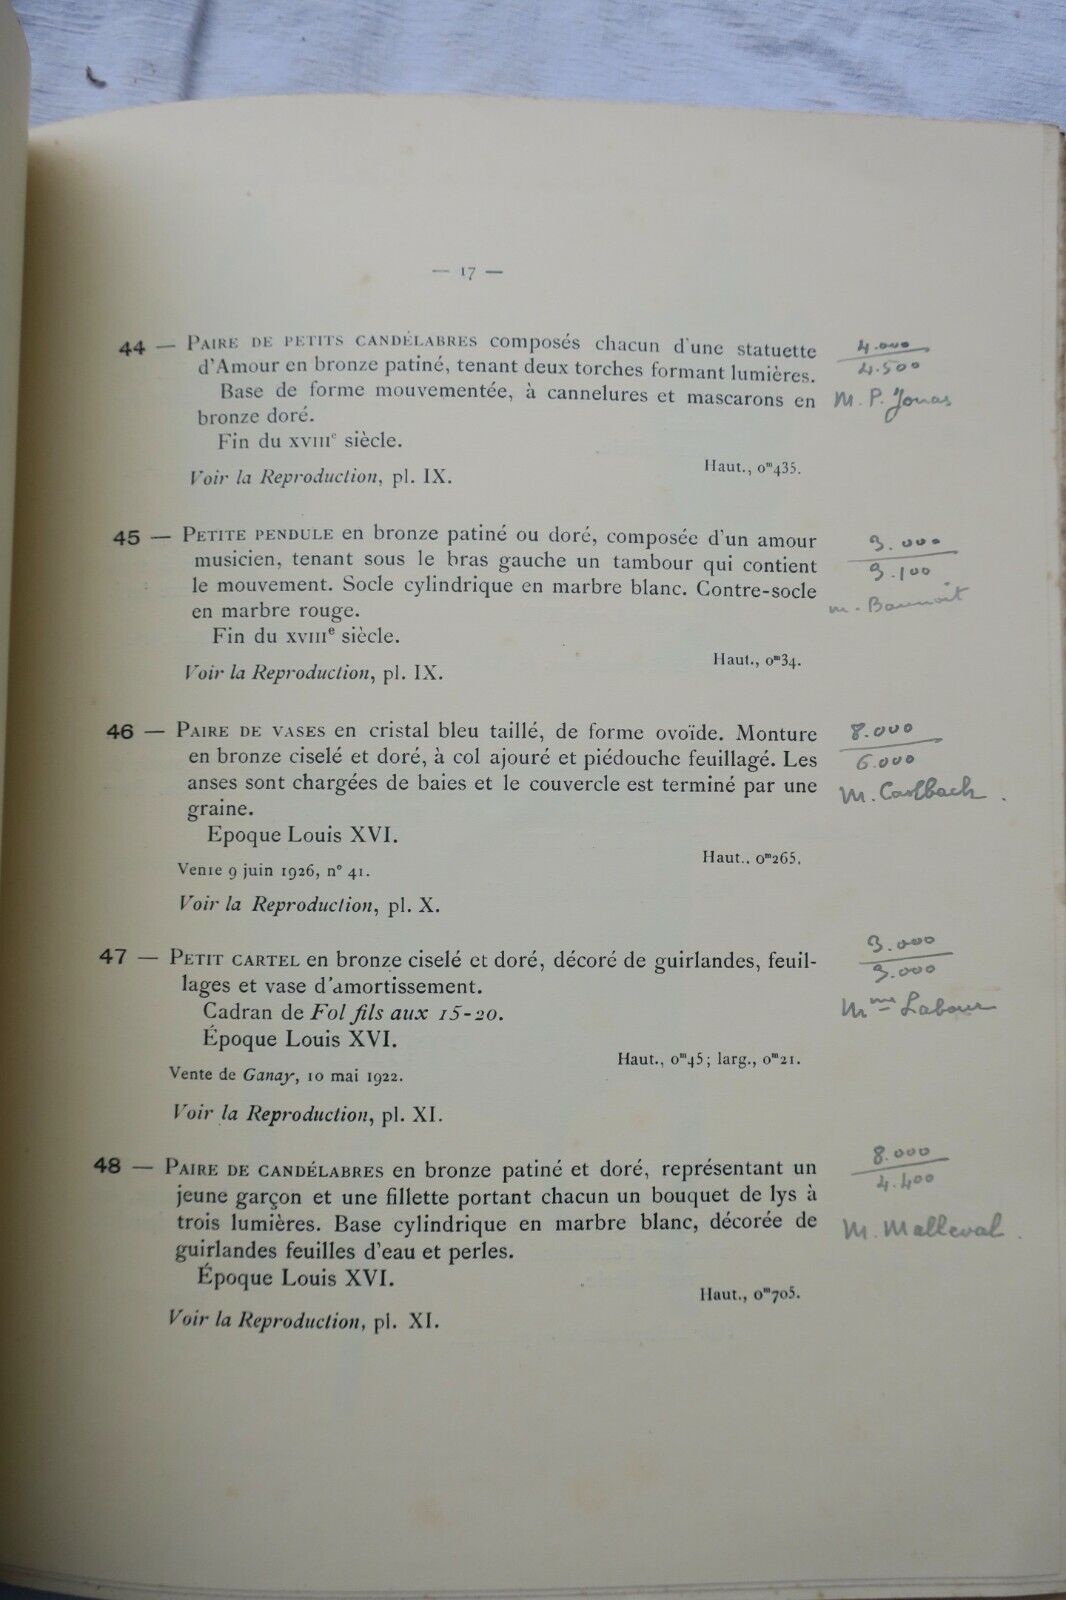 — 17 —
44 — PAIRE DE PETITS CANDÉLABRES composés chacun d'une statuette
d'Amour en bronze patiné, tenant deux torches formant lumières.
Base de forme mouvementée, à cannelures et mascarons en
bronze doré.
Fin du XVIIIe siècle.
Haut., 0m435.
Voir la Reproduction, pl. IX.
4.000
4.500
M. P. Jonas
45 — PETITE PENDULE en bronze patiné ou doré, composée d'un amour
musicien, tenant sous le bras gauche un tambour qui contient
le mouvement. Socle cylindrique en marbre blanc. Contre-socle
en marbre rouge.
Fin du XVIIIe siècle.
Haut., 0m34.
Voir la Reproduction, pl. IX.
3.000
3.100
m.
46 — PAIRE DE VASES en cristal bleu taillé, de forme ovoïde. Monture
en bronze ciselé et doré, à col ajouré et piédouche feuillagé. Les
anses sont chargées de baies et le couvercle est terminé par une
graine.
Epoque Louis XVI.
Haut., 0m265.
Vente 9 juin 1926, n° 41.
Voir la Reproduction, pl. X.
8.000
6.000
M. Carlbach.
47 — PETIT CARTEL en bronze ciselé et doré, décoré de guirlandes, feuil-
lages et vase d'amortissement.
Cadran de Fol fils aux 15-20.
Époque Louis XVI.
Haut., 0m45 ; larg., 0m21.
Vente de Ganay, 10 mai 1922.
Voir la Reproduction, pl. XI.
3.000
3.000
Mme Labour
48 — PAIRE DE CANDÉLABRES en bronze patiné et doré, représentant un
jeune garçon et une fillette portant chacun un bouquet de lys à
trois lumières. Base cylindrique en marbre blanc, décorée de
guirlandes feuilles d'eau et perles.
Époque Louis XVI.
Haut., 0m705.
Voir la Reproduction, pl. XI.
8.000
4.400
M. Malleval.